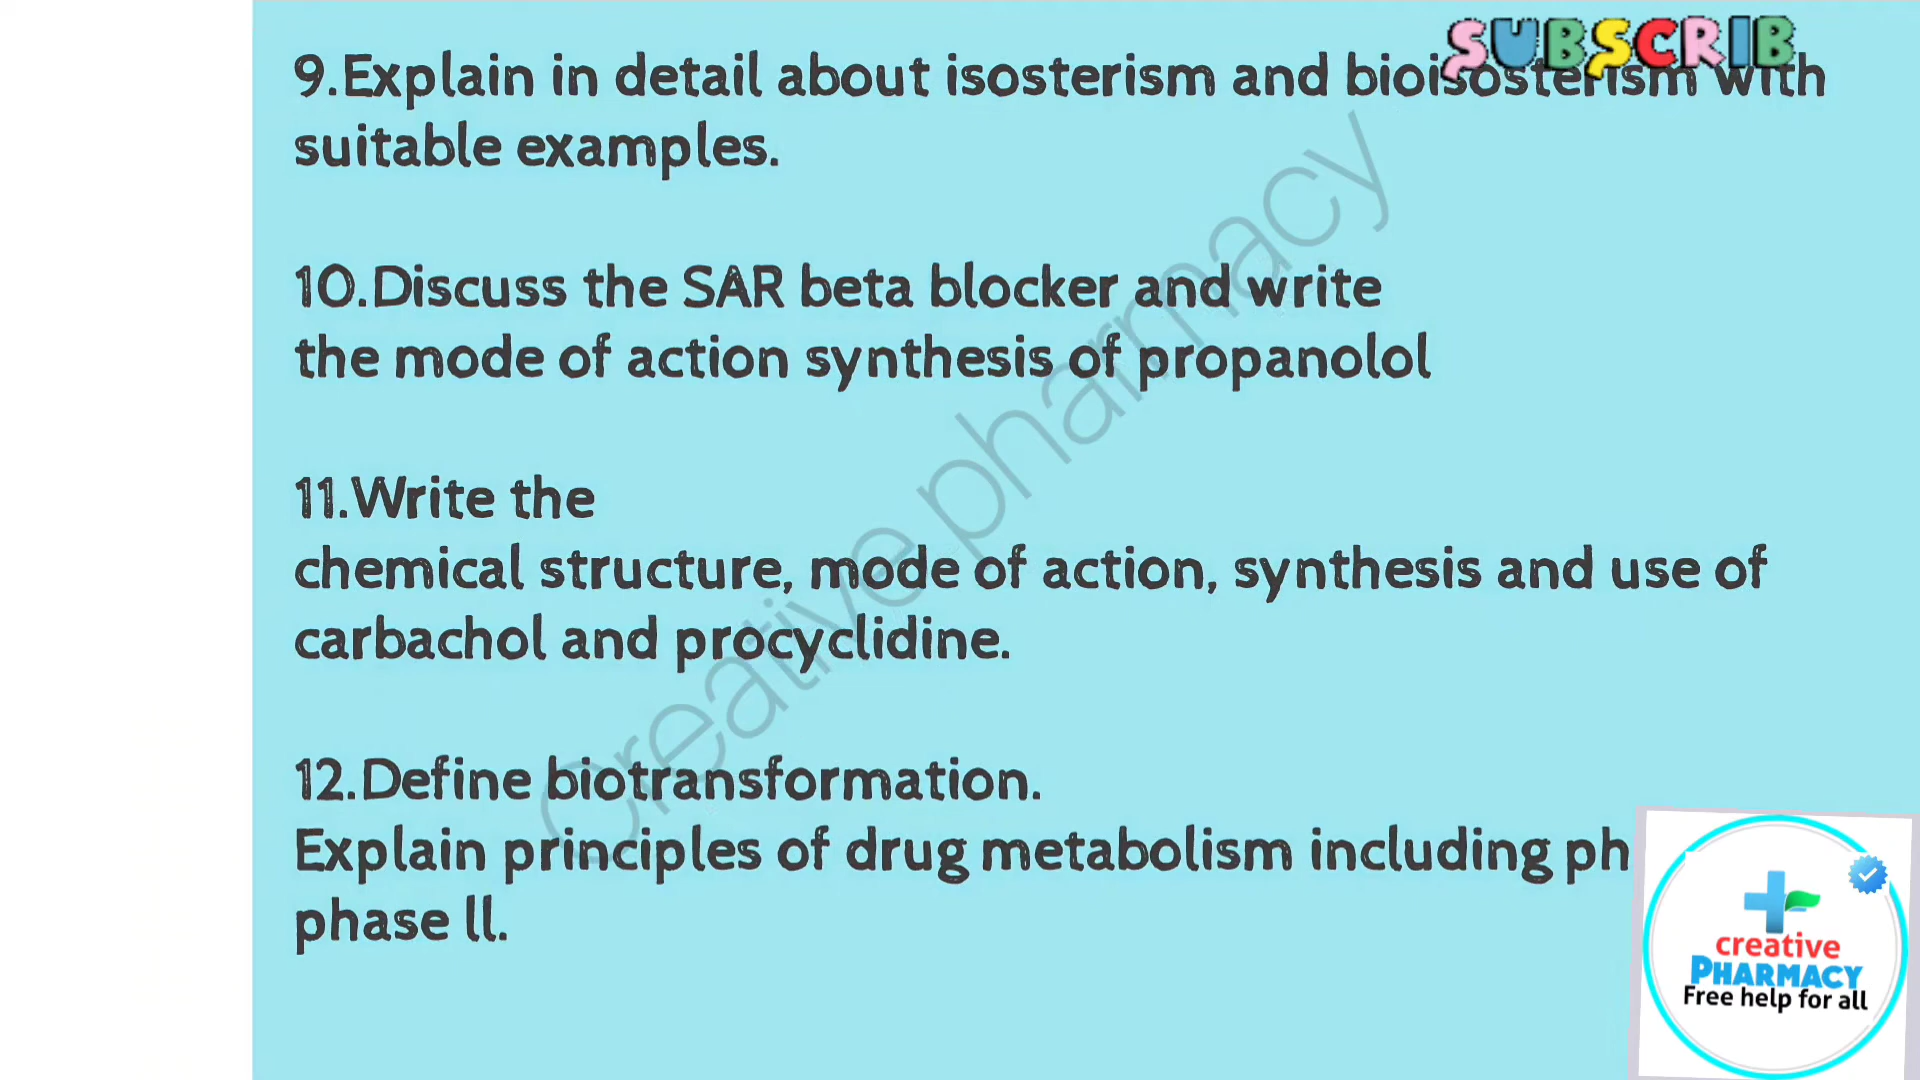 SUBSCRIB
9.Explain in detail about isosterism and bioisosterism with
suitable examples.
10.Discuss the SAR beta blocker and write
the mode of action synthesis of propanolol
11.Write the
chemical structure, mode of action, synthesis and use of
carbachol and procyclidine.
12.Define biotransformation.
Explain principles of drug metabolism including ph
phase ll.
Creative pharmacy
creative
PHARMACY
Free help for all